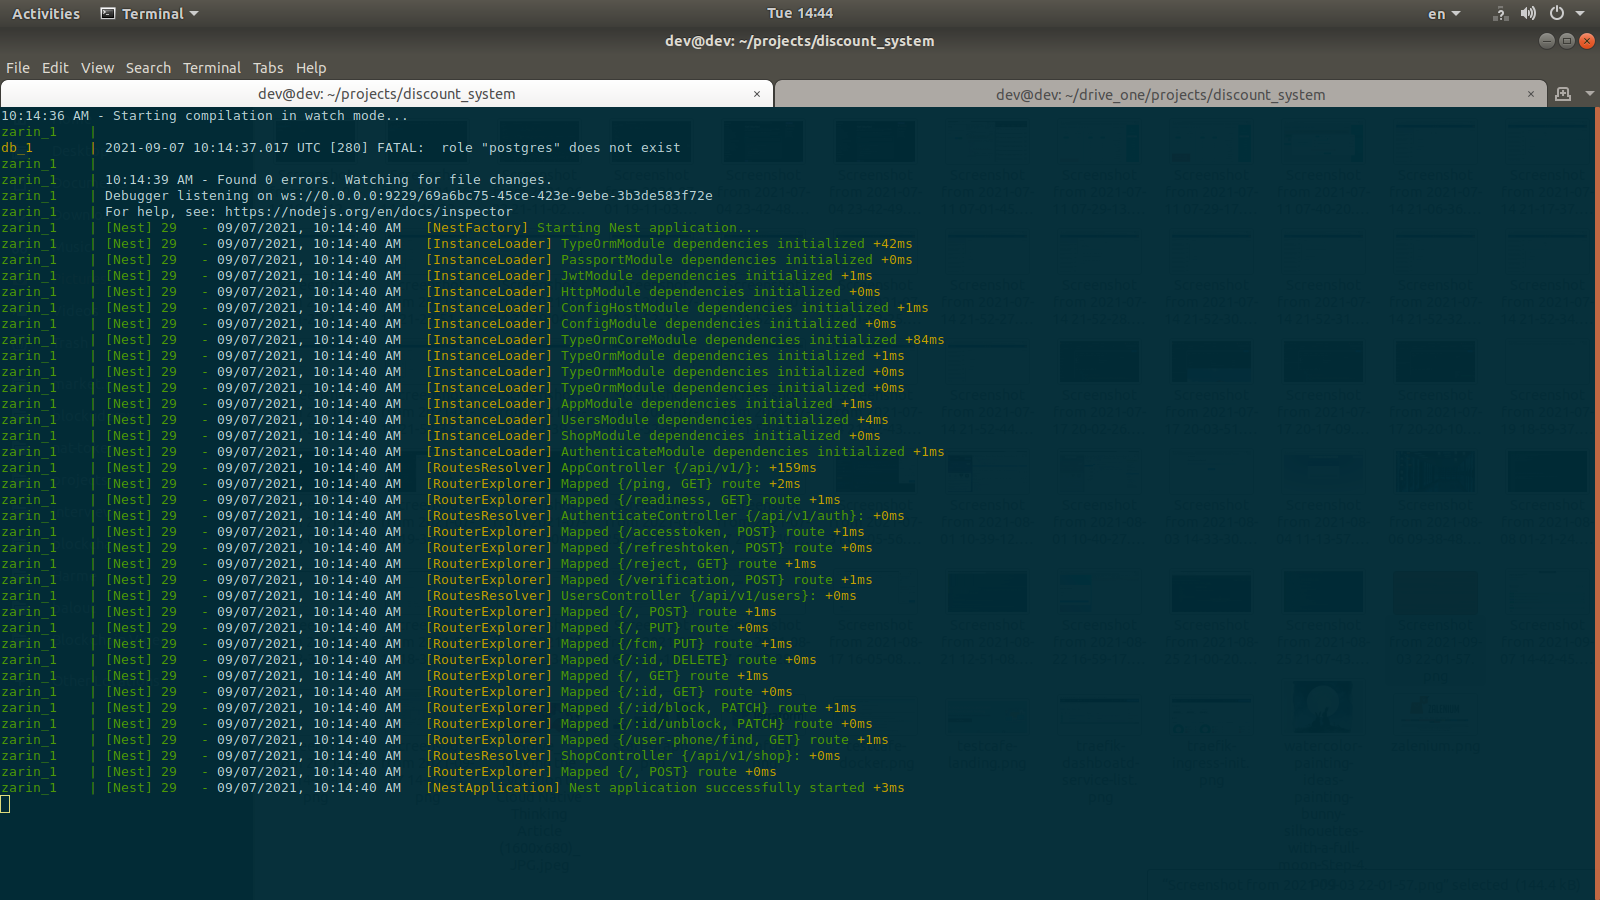 Activities Terminal Tue 14:44 en
dev@dev: ~/projects/discount_system
File Edit View Search Terminal Tabs Help
dev@dev: ~/projects/discount_system × dev@dev: ~/drive_one/projects/discount_system ×
10:14:36 AM - Starting compilation in watch mode...
zarin_1 |
db_1 | 2021-09-07 10:14:37.017 UTC [280] FATAL: role "postgres" does not exist
zarin_1 |
zarin_1 | 10:14:39 AM - Found 0 errors. Watching for file changes.
zarin_1 | Debugger listening on ws://0.0.0.0:9229/69a6bc75-45ce-423e-9ebe-3b3de583f72e
zarin_1 | For help, see: https://nodejs.org/en/docs/inspector
zarin_1 | [Nest] 29 - 09/07/2021, 10:14:40 AM [NestFactory] Starting Nest application...
zarin_1 | [Nest] 29 - 09/07/2021, 10:14:40 AM [InstanceLoader] TypeOrmModule dependencies initialized +42ms
zarin_1 | [Nest] 29 - 09/07/2021, 10:14:40 AM [InstanceLoader] PassportModule dependencies initialized +0ms
zarin_1 | [Nest] 29 - 09/07/2021, 10:14:40 AM [InstanceLoader] JwtModule dependencies initialized +1ms
zarin_1 | [Nest] 29 - 09/07/2021, 10:14:40 AM [InstanceLoader] HttpModule dependencies initialized +0ms
zarin_1 | [Nest] 29 - 09/07/2021, 10:14:40 AM [InstanceLoader] ConfigHostModule dependencies initialized +1ms
zarin_1 | [Nest] 29 - 09/07/2021, 10:14:40 AM [InstanceLoader] ConfigModule dependencies initialized +0ms
zarin_1 | [Nest] 29 - 09/07/2021, 10:14:40 AM [InstanceLoader] TypeOrmCoreModule dependencies initialized +84ms
zarin_1 | [Nest] 29 - 09/07/2021, 10:14:40 AM [InstanceLoader] TypeOrmModule dependencies initialized +1ms
zarin_1 | [Nest] 29 - 09/07/2021, 10:14:40 AM [InstanceLoader] TypeOrmModule dependencies initialized +0ms
zarin_1 | [Nest] 29 - 09/07/2021, 10:14:40 AM [InstanceLoader] TypeOrmModule dependencies initialized +0ms
zarin_1 | [Nest] 29 - 09/07/2021, 10:14:40 AM [InstanceLoader] AppModule dependencies initialized +1ms
zarin_1 | [Nest] 29 - 09/07/2021, 10:14:40 AM [InstanceLoader] UsersModule dependencies initialized +4ms
zarin_1 | [Nest] 29 - 09/07/2021, 10:14:40 AM [InstanceLoader] ShopModule dependencies initialized +0ms
zarin_1 | [Nest] 29 - 09/07/2021, 10:14:40 AM [InstanceLoader] AuthenticateModule dependencies initialized +1ms
zarin_1 | [Nest] 29 - 09/07/2021, 10:14:40 AM [RoutesResolver] AppController {/api/v1/}: +159ms
zarin_1 | [Nest] 29 - 09/07/2021, 10:14:40 AM [RouterExplorer] Mapped {/ping, GET} route +2ms
zarin_1 | [Nest] 29 - 09/07/2021, 10:14:40 AM [RouterExplorer] Mapped {/readiness, GET} route +1ms
zarin_1 | [Nest] 29 - 09/07/2021, 10:14:40 AM [RoutesResolver] AuthenticateController {/api/v1/auth}: +0ms
zarin_1 | [Nest] 29 - 09/07/2021, 10:14:40 AM [RouterExplorer] Mapped {/accesstoken, POST} route +1ms
zarin_1 | [Nest] 29 - 09/07/2021, 10:14:40 AM [RouterExplorer] Mapped {/refreshtoken, POST} route +0ms
zarin_1 | [Nest] 29 - 09/07/2021, 10:14:40 AM [RouterExplorer] Mapped {/reject, GET} route +1ms
zarin_1 | [Nest] 29 - 09/07/2021, 10:14:40 AM [RouterExplorer] Mapped {/verification, POST} route +1ms
zarin_1 | [Nest] 29 - 09/07/2021, 10:14:40 AM [RoutesResolver] UsersController {/api/v1/users}: +0ms
zarin_1 | [Nest] 29 - 09/07/2021, 10:14:40 AM [RouterExplorer] Mapped {/, POST} route +1ms
zarin_1 | [Nest] 29 - 09/07/2021, 10:14:40 AM [RouterExplorer] Mapped {/, PUT} route +0ms
zarin_1 | [Nest] 29 - 09/07/2021, 10:14:40 AM [RouterExplorer] Mapped {/fcm, PUT} route +1ms
zarin_1 | [Nest] 29 - 09/07/2021, 10:14:40 AM [RouterExplorer] Mapped {/:id, DELETE} route +0ms
zarin_1 | [Nest] 29 - 09/07/2021, 10:14:40 AM [RouterExplorer] Mapped {/, GET} route +1ms
zarin_1 | [Nest] 29 - 09/07/2021, 10:14:40 AM [RouterExplorer] Mapped {/:id, GET} route +0ms
zarin_1 | [Nest] 29 - 09/07/2021, 10:14:40 AM [RouterExplorer] Mapped {/:id/block, PATCH} route +1ms
zarin_1 | [Nest] 29 - 09/07/2021, 10:14:40 AM [RouterExplorer] Mapped {/:id/unblock, PATCH} route +0ms
zarin_1 | [Nest] 29 - 09/07/2021, 10:14:40 AM [RouterExplorer] Mapped {/user-phone/find, GET} route +1ms
zarin_1 | [Nest] 29 - 09/07/2021, 10:14:40 AM [RoutesResolver] ShopController {/api/v1/shop}: +0ms
zarin_1 | [Nest] 29 - 09/07/2021, 10:14:40 AM [RouterExplorer] Mapped {/, POST} route +0ms
zarin_1 | [Nest] 29 - 09/07/2021, 10:14:40 AM [NestApplication] Nest application successfully started +3ms